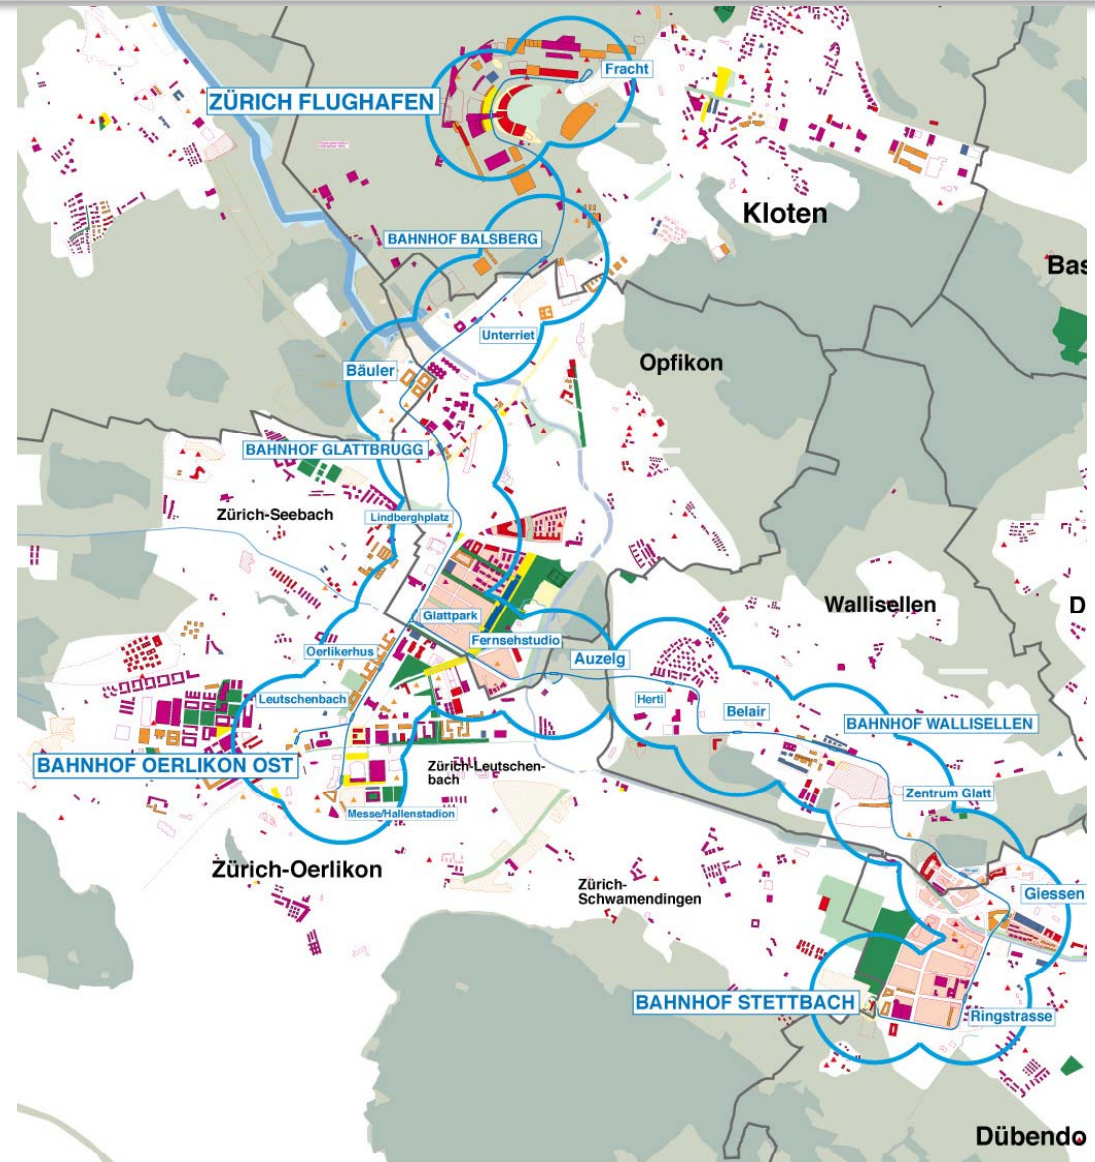 Fracht
ZÜRICH FLUGHAFEN
Kloten
BAHNHOF BALSBERG
Bas
Unterriet
Opfikon
Bäuler
BAHNHOF GLATTBRUGG
Zürich-Seebach
Lindberghplatz
Wallisellen
D
Glattpark
Fernsehstudio
Oerlikerhus
Auzelg
Leutschenbach
Herti
Belair
BAHNHOF WALLISELLEN
BAHNHOF OERLIKON OST
Zürich-Leutschen-
bach
Zentrum Glatt
Messe/Hallenstadion
Zürich-Oerlikon
Zürich-
Schwamendingen
Giessen
BAHNHOF STETTBACH
Ringstrasse
Dübendo